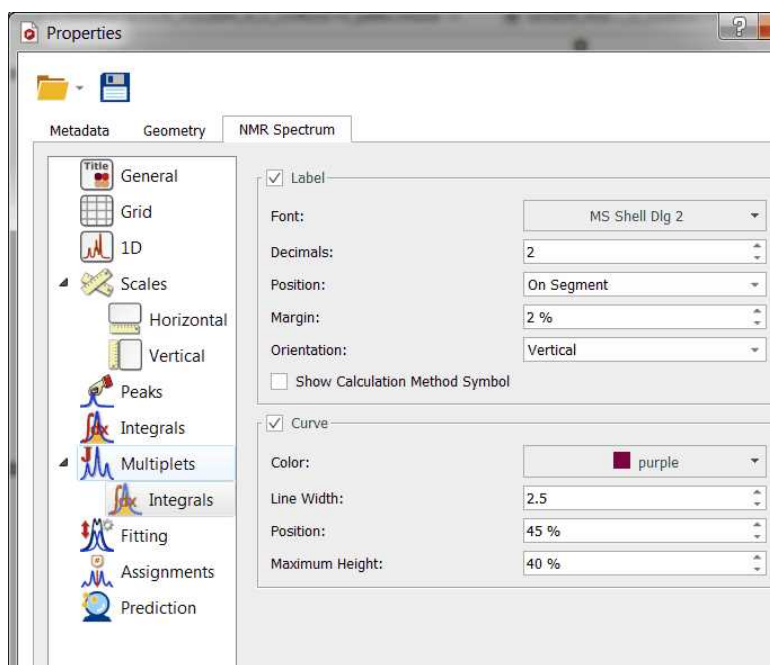 Properties
?
Metadata
Geometry
NMR Spectrum
Title
General
Grid
1D
Scales
Horizontal
Vertical
Peaks
∫dx
Integrals
J
Multiplets
∫dx
Integrals
Fitting
Assignments
Prediction
Label
Font: MS Shell Dlg 2
Decimals: 2
Position: On Segment
Margin: 2 %
Orientation: Vertical
Show Calculation Method Symbol
Curve
Color: purple
Line Width: 2.5
Position: 45 %
Maximum Height: 40 %